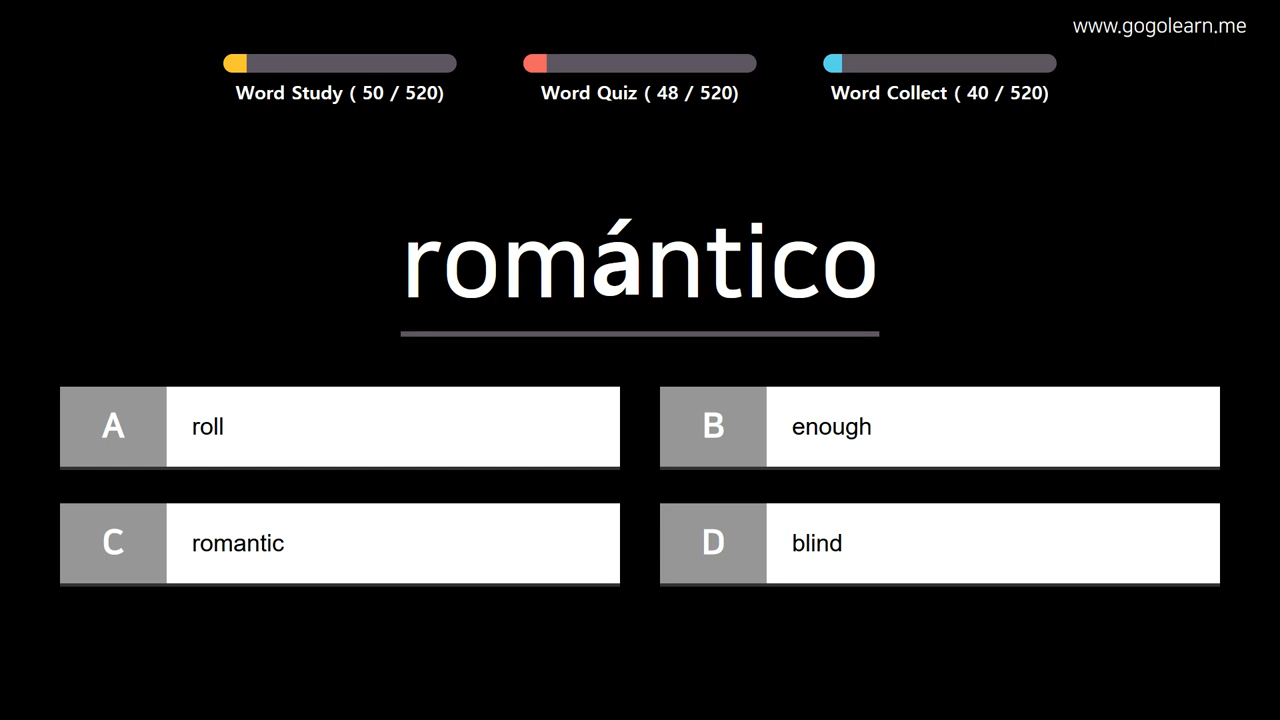 www.gogolearn.me
Word Study ( 50 / 520)
Word Quiz ( 48 / 520)
Word Collect ( 40 / 520)
romántico
A roll
B enough
C romantic
D blind